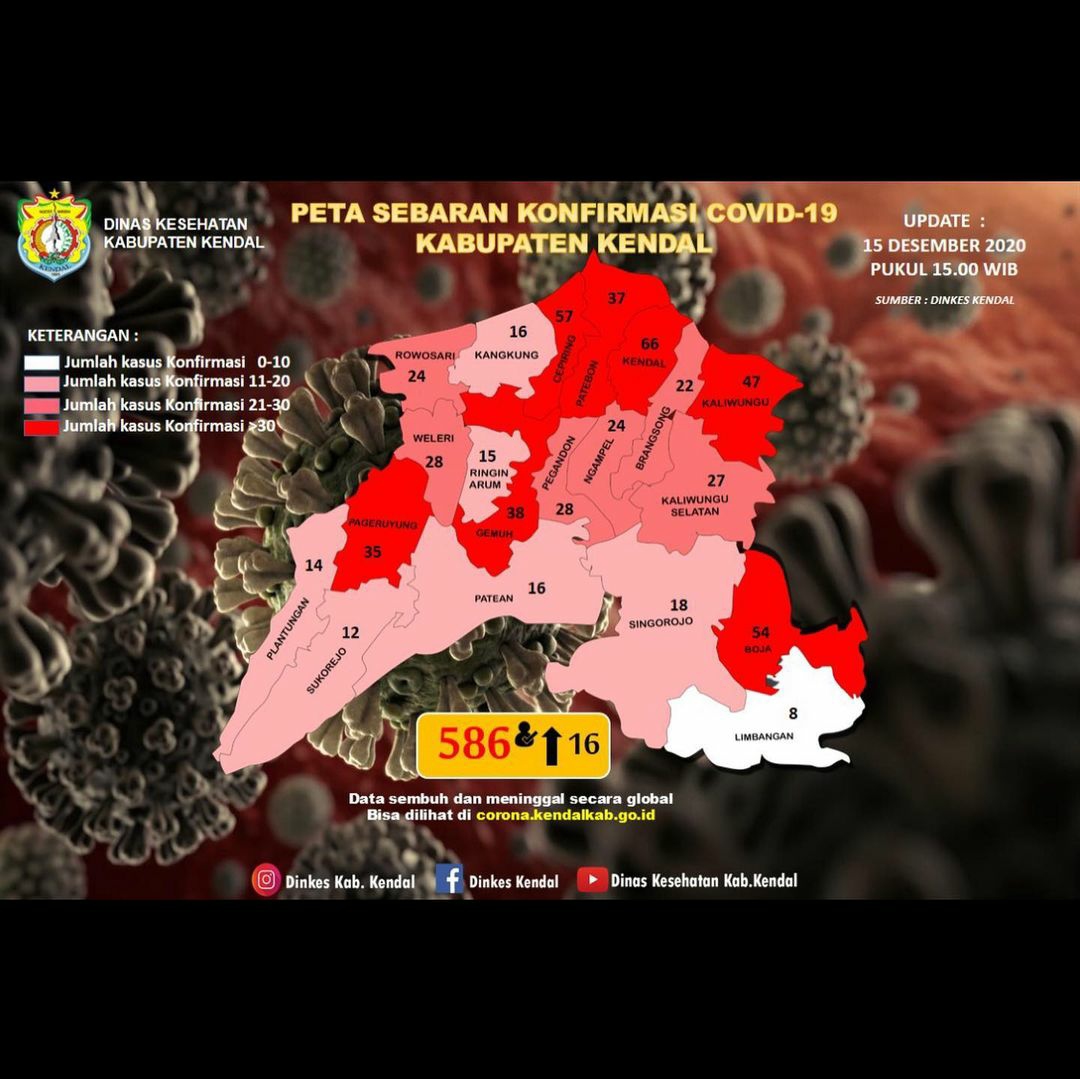 DINAS KESEHATAN
KABUPATEN KENDAL
PETA SEBARAN KONFIRMASI COVID-19
KABUPATEN KENDAL
UPDATE :
15 DESEMBER 2020
PUKUL 15.00 WIB
SUMBER : DINKES KENDAL
KENDAL
KETERANGAN :
Jumlah kasus Konfirmasi 0-10
Jumlah kasus Konfirmasi 11-20
Jumlah kasus Konfirmasi 21-30
Jumlah kasus Konfirmasi >30
ROWOSARI
24
16
KANGKUNG
57
CEPIRING
37
PATEBON
66
KENDAL
22
BRANGSONG
47
KALIWUNGU
WELERI
28
15
RINGIN
ARUM
38
GEMUH
PEGANDON
28
24
NGAMPEL
27
KALIWUNGU
SELATAN
PAGERUYUNG
35
14
PLANTUNGAN
12
SUKOREJO
PATEAN
16
18
SINGOROJO
54
BOJA
8
LIMBANGAN
586 & 16
Data sembuh dan meninggal secara global
Bisa dilihat di corona.kendalkab.go.id
Dinkes Kab. Kendal
Dinkes Kendal
Dinas Kesehatan Kab.Kendal